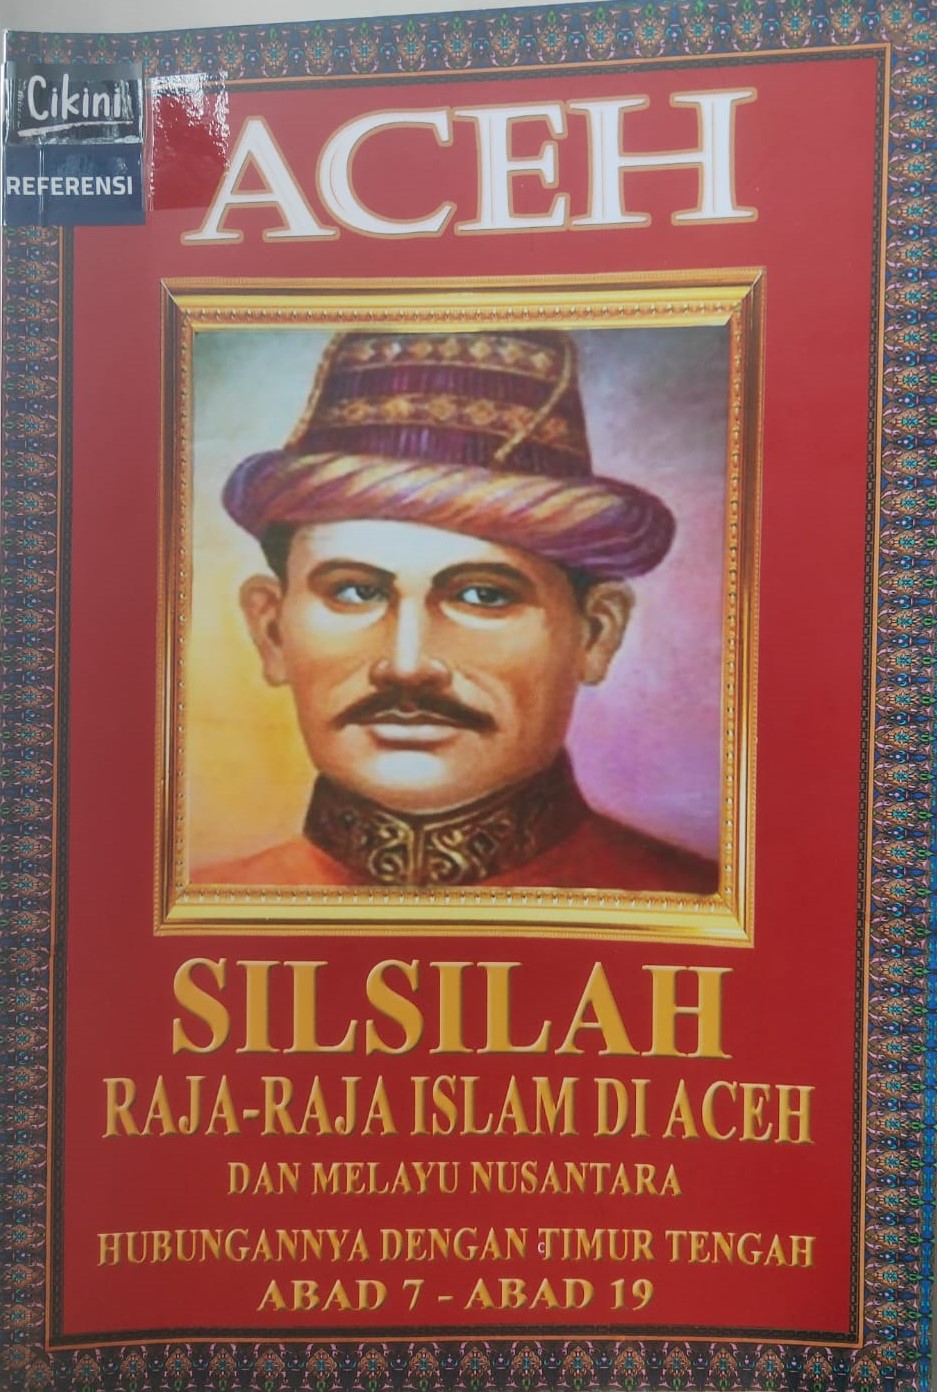 Cikini
REFERENSI
ACEH
SILSILAH
RAJA-RAJA ISLAM DI ACEH
DAN MELAYU NUSANTARA
HUBUNGANNYA DENGAN TIMUR TENGAH
ABAD 7 - ABAD 19